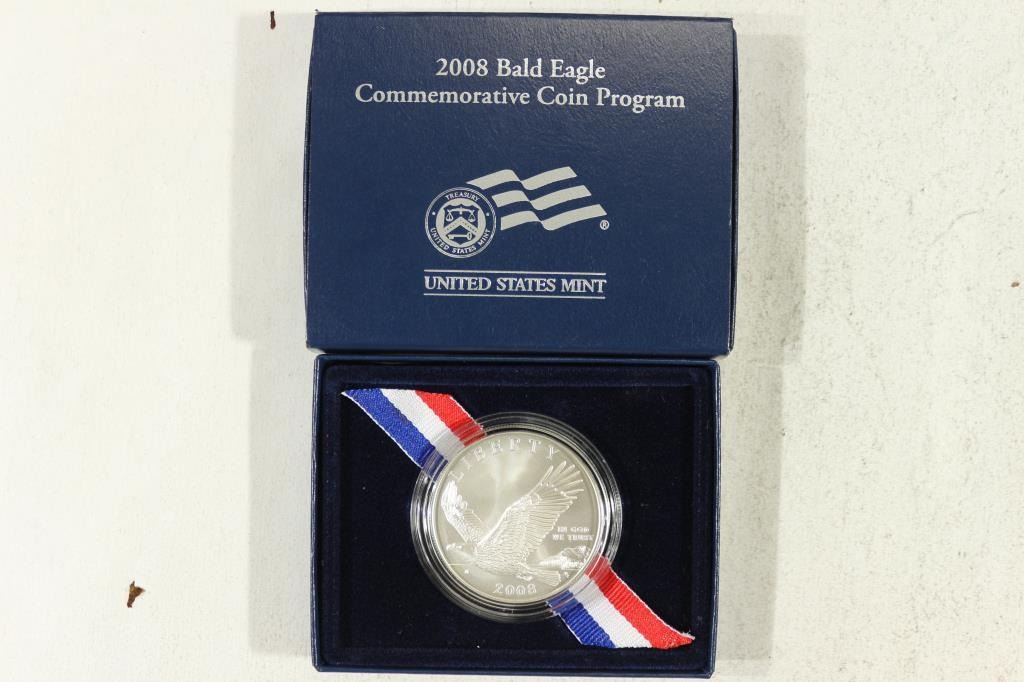 2008 Bald Eagle
Commemorative Coin Program
TREASURY
UNITED STATES MINT
®
UNITED STATES MINT
LIBERTY
IN GOD
WE TRUST
2008